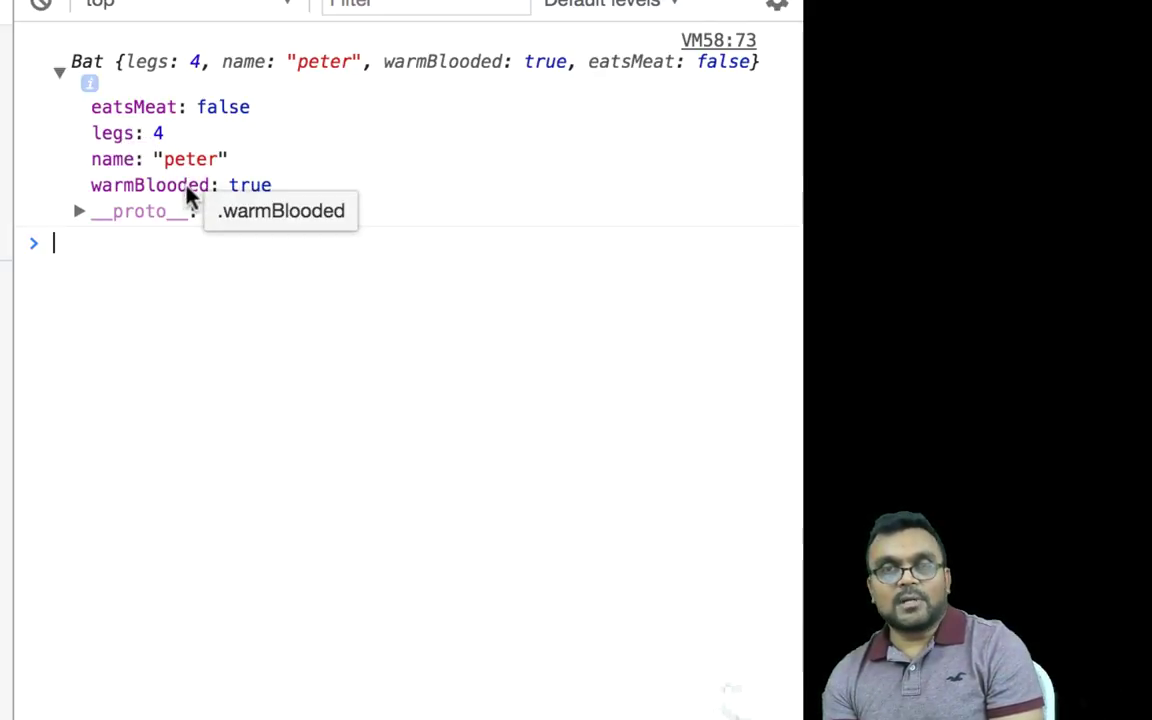 top Filter Default levels
VM58:73
Bat {legs: 4, name: "peter", warmBlooded: true, eatsMeat: false}
i
eatsMeat: false
legs: 4
name: "peter"
warmBlooded: true
__proto__:
.warmBlooded
>